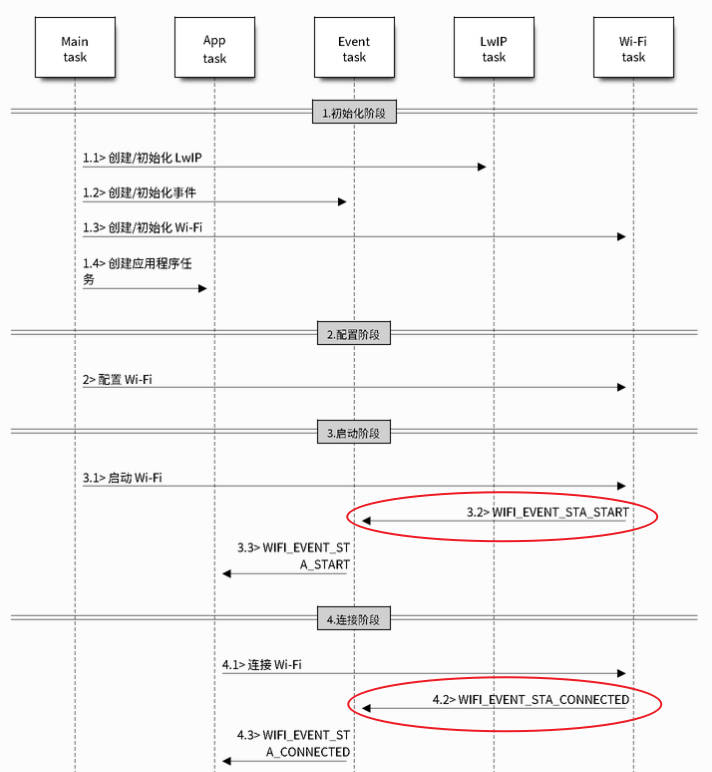 Main
task
App
task
Event
task
LwIP
task
Wi-Fi
task
1.初始化阶段
1.1> 创建/初始化 LwIP
1.2> 创建/初始化事件
1.3> 创建/初始化 Wi-Fi
1.4> 创建应用程序任
务
2.配置阶段
2> 配置 Wi-Fi
3.启动阶段
3.1> 启动 Wi-Fi
3.2> WIFI_EVENT_STA_START
3.3> WIFI_EVENT_ST
A_START
4.连接阶段
4.1> 连接 Wi-Fi
4.2> WIFI_EVENT_STA_CONNECTED
4.3> WIFI_EVENT_ST
A_CONNECTED